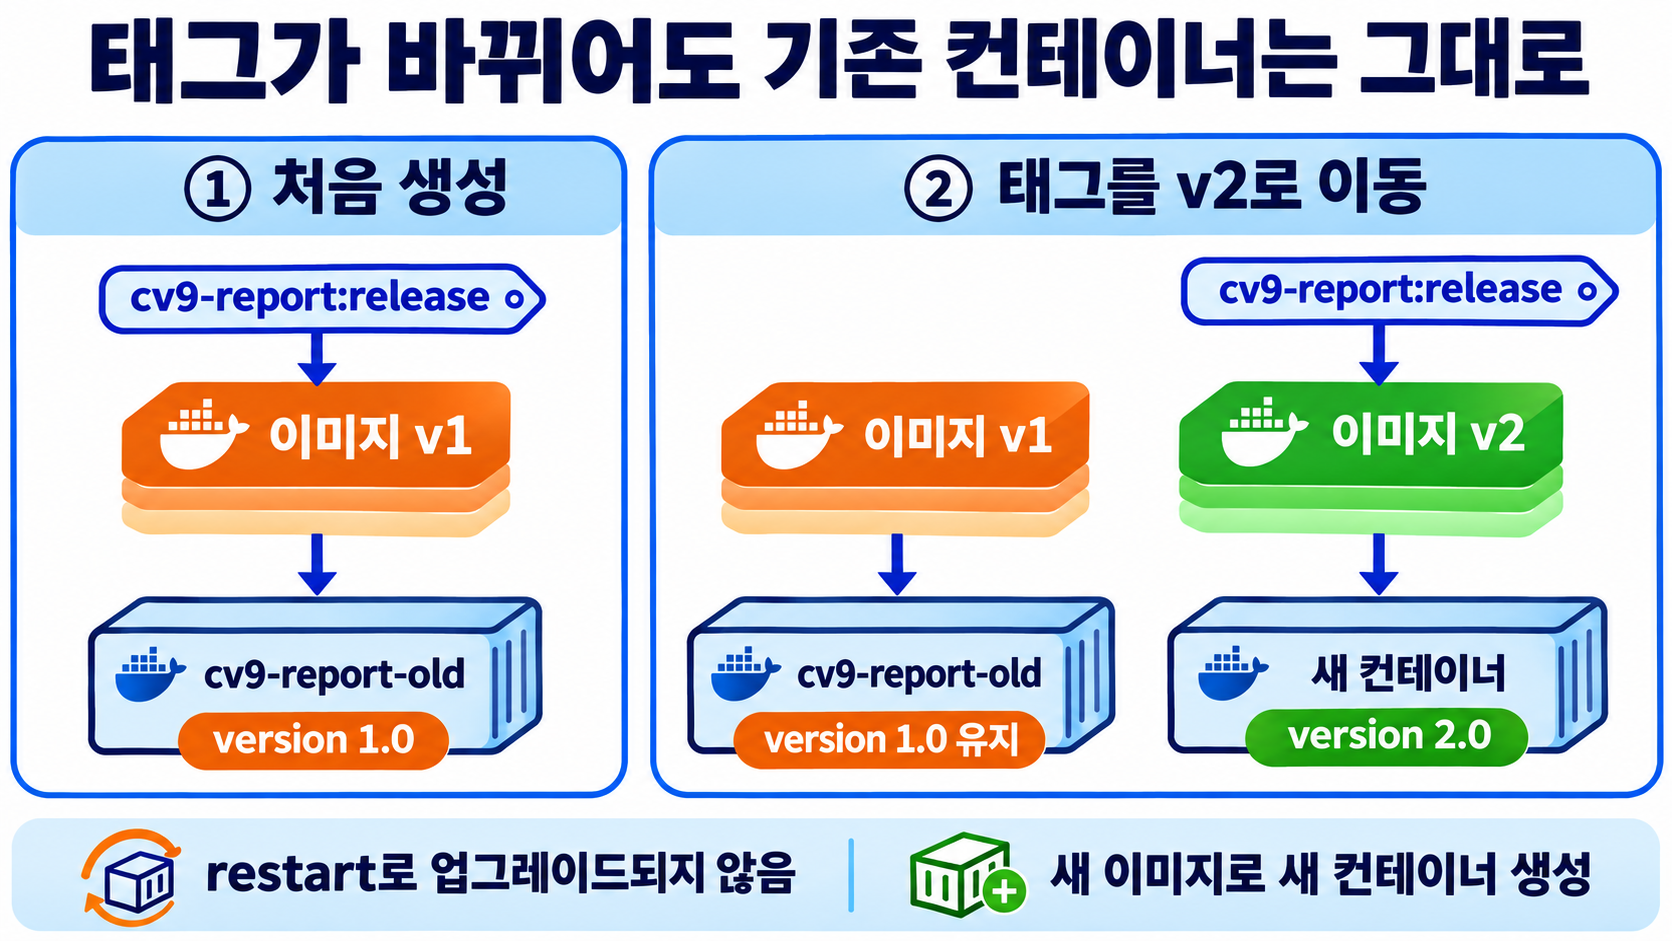 태그가 바뀌어도 기존 컨테이너는 그대로
① 처음 생성
cv9-report:release
이미지 v1
cv9-report-old
version 1.0
② 태그를 v2로 이동
cv9-report:release
이미지 v1
이미지 v2
cv9-report-old
새 컨테이너
version 1.0 유지
version 2.0
restart로 업그레이드되지 않음
새 이미지로 새 컨테이너 생성